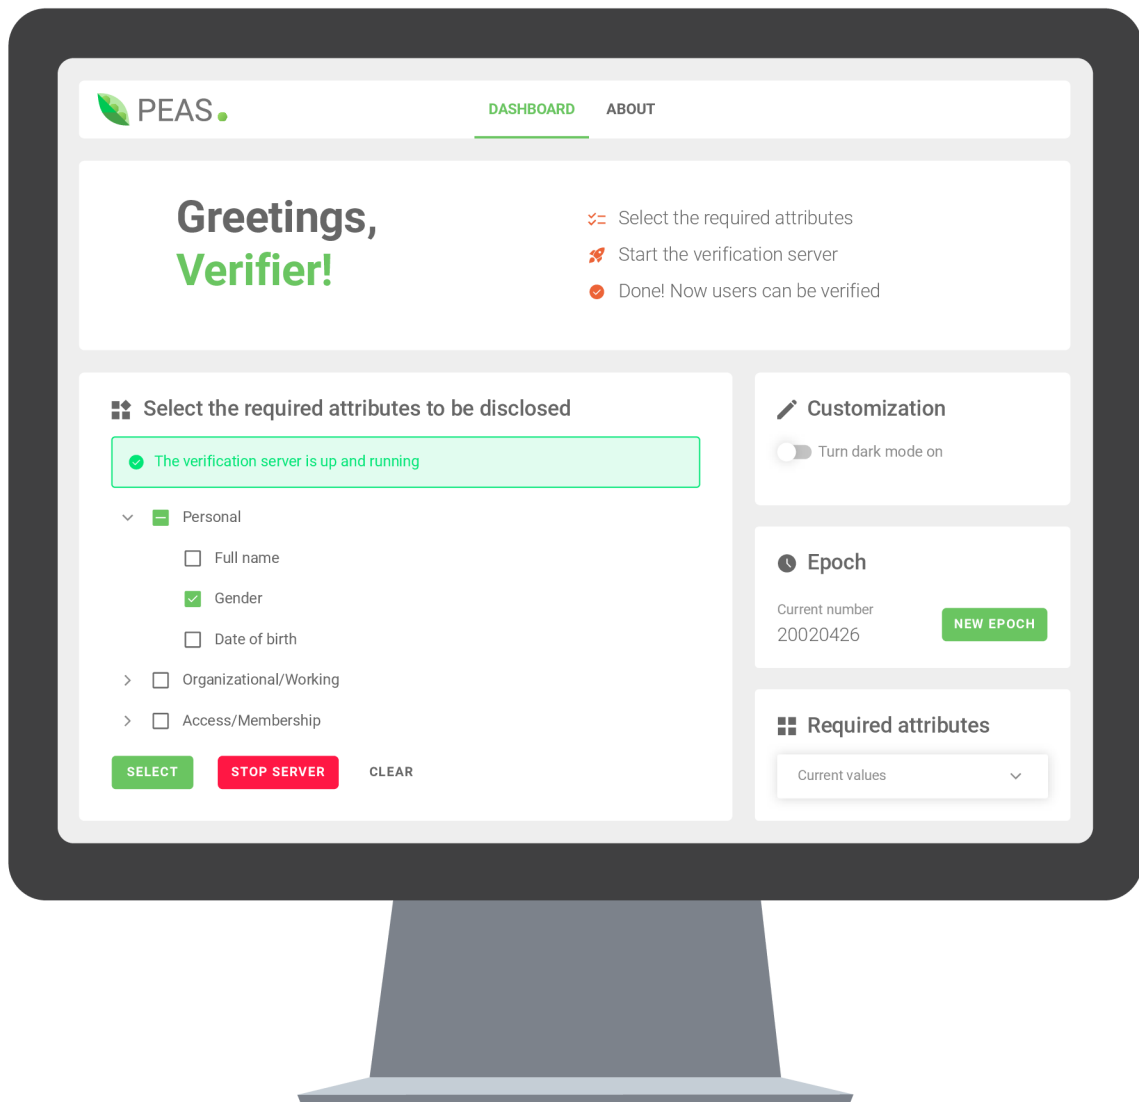 PEAS
DASHBOARD
ABOUT
Greetings,
Verifier!
Select the required attributes
Start the verification server
Done! Now users can be verified
Select the required attributes to be disclosed
The verification server is up and running
Personal
Full name
Gender
Date of birth
Organizational/Working
Access/Membership
SELECT
STOP SERVER
CLEAR
Customization
Turn dark mode on
Epoch
Current number
20020426
NEW EPOCH
Required attributes
Current values